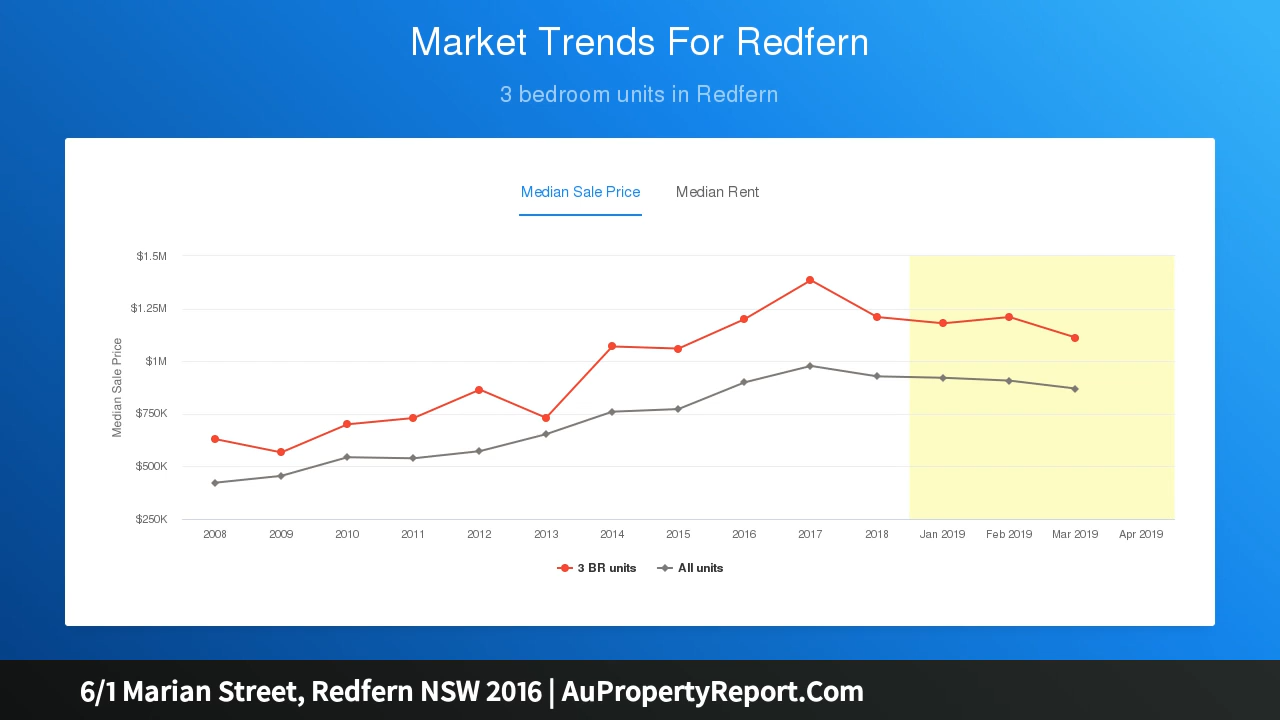 Market Trends For Redfern
3 bedroom units in Redfern
Median Sale Price Median Rent
$1.5M
$1.25M
$1M
$750K
$500K
$250K
Median Sale Price
2008 2009 2010 2011 2012 2013 2014 2015 2016 2017 2018 Jan 2019 Feb 2019 Mar 2019 Apr 2019
3 BR units All units
6/1 Marian Street, Redfern NSW 2016 | AuPropertyReport.Com